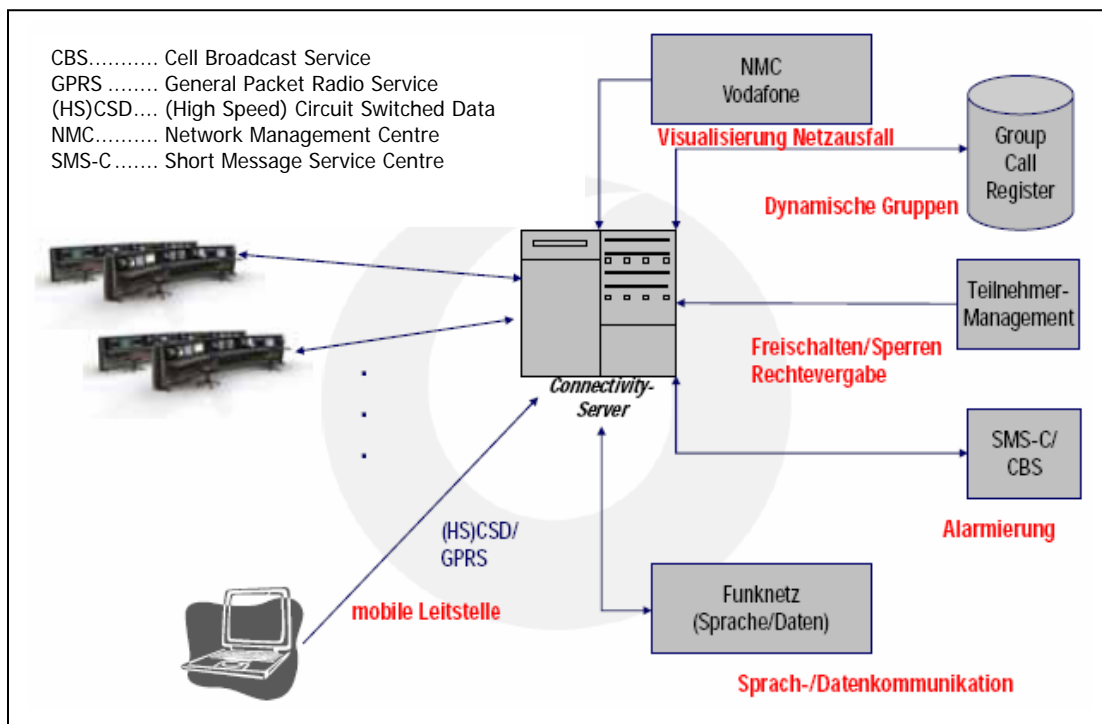 CBS........... Cell Broadcast Service
GPRS ........ General Packet Radio Service
(HS)CSD.... (High Speed) Circuit Switched Data
NMC.......... Network Management Centre
SMS-C ....... Short Message Service Centre
NMC
Vodafone
Visualisierung Netzausfall
Group
Call
Register
Dynamische Gruppen
Teilnehmer-
Management
Freischalten/Sperren
Rechtevergabe
Connectivity-
Server
SMS-C/
CBS
Alarmierung
(HS)CSD/
GPRS
mobile Leitstelle
Funknetz
(Sprache/Daten)
Sprach-/Datenkommunikation